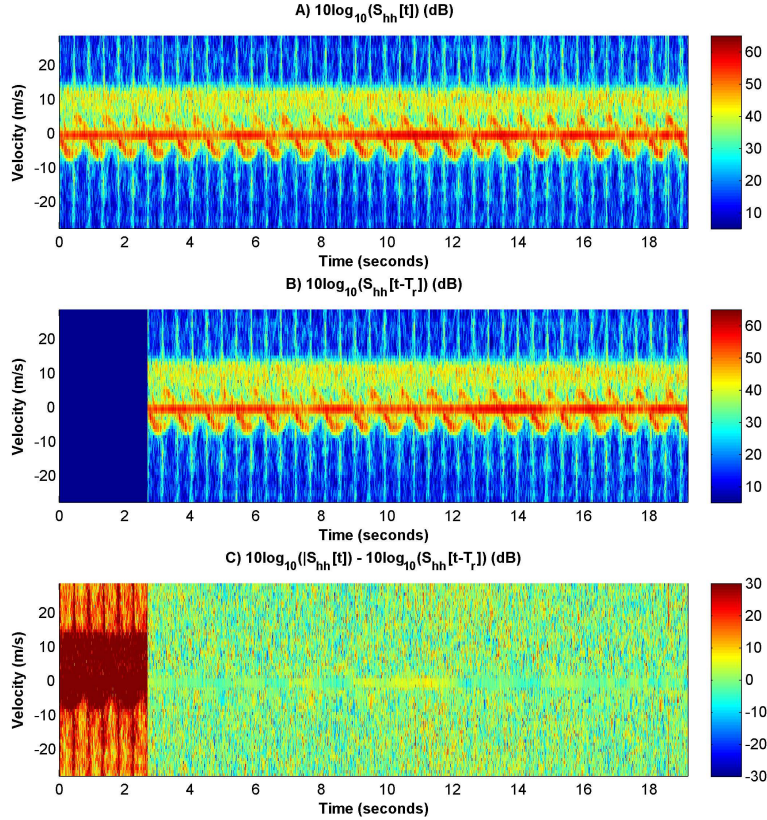 A) 10log10(Shh[t]) (dB)
Velocity (m/s)
20
10
0
-10
-20
0 2 4 6 8 10 12 14 16 18
Time (seconds)
60
50
40
30
20
10
B) 10log10(Shh[t-Tr]) (dB)
Velocity (m/s)
20
10
0
-10
-20
0 2 4 6 8 10 12 14 16 18
Time (seconds)
60
50
40
30
20
10
C) 10log10(|Shh[t]) - 10log10(Shh[t-Tr]) (dB)
Velocity (m/s)
20
10
0
-10
-20
0 2 4 6 8 10 12 14 16 18
Time (seconds)
30
20
10
0
-10
-20
-30